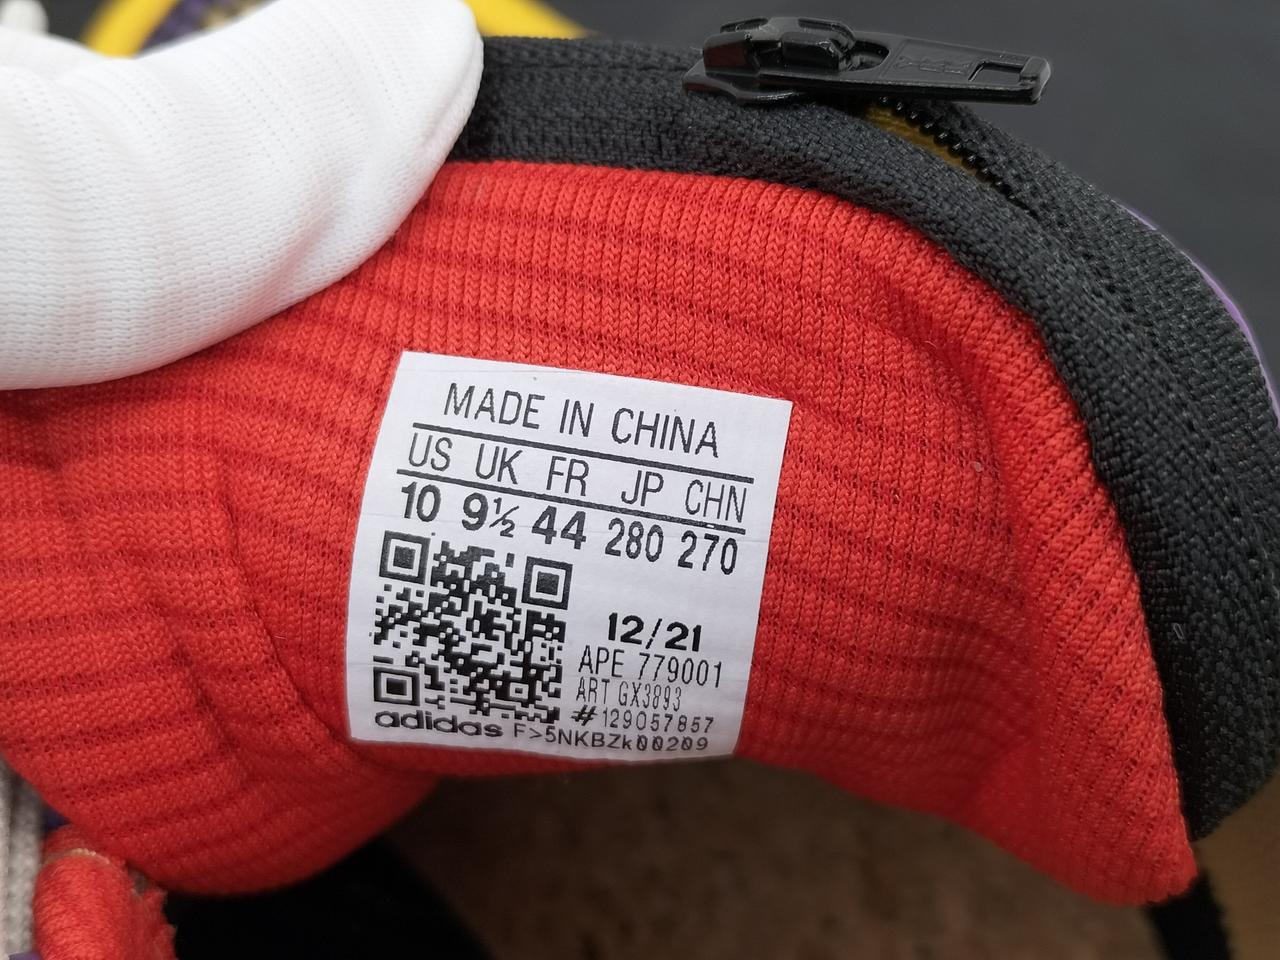 MADE IN CHINA
US UK FR JP CHN
10 9½ 44 280 270
12/21
APE 779001
ART GX3893
# 129057857
adidas F>5NKBZk00209